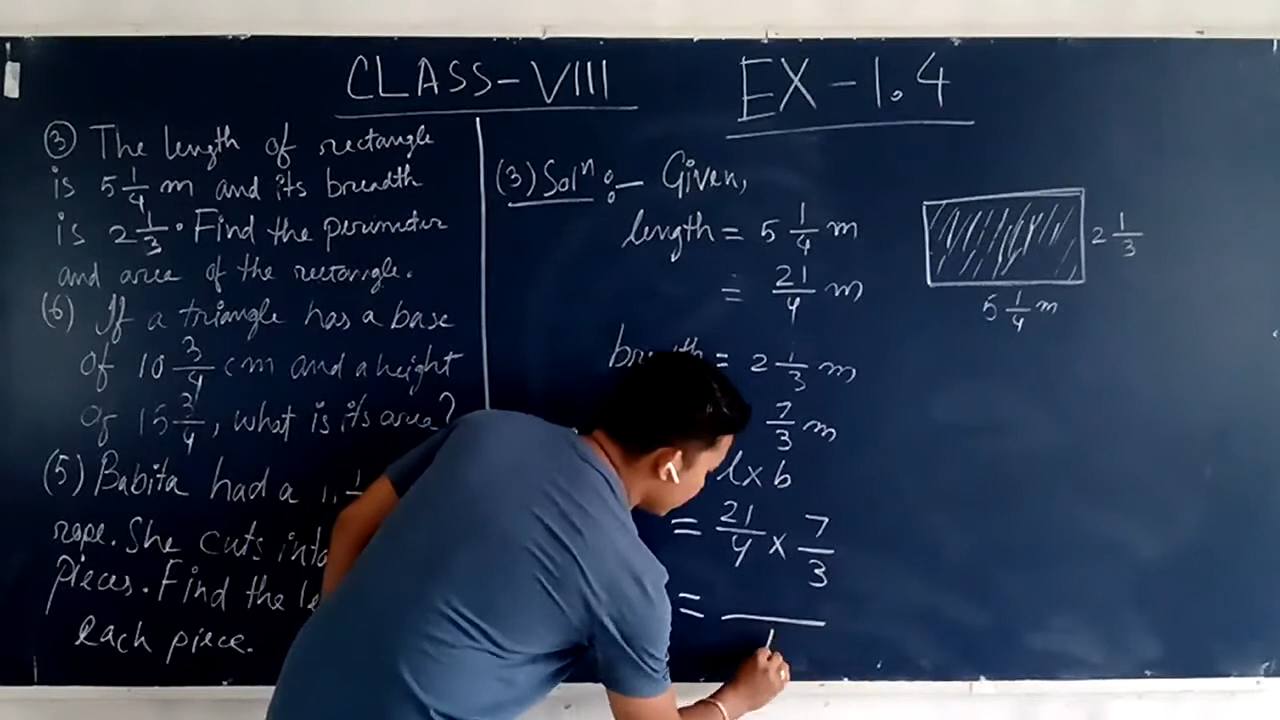 CLASS-VIII
EX-1.4
③ The length of rectangle
is 5 1/4 m and its breadth
is 2 1/3. Find the perimeter
and area of the rectangle.
(6) If a triangle has a base
of 10 3/4 cm and a height
of 15 3/4, what is its area?
(5) Babita had a
rope. She cuts into
pieces. Find the
each piece.
(3) Solⁿ :- Given,
length = 5 1/4 m
= 21/4 m
= 2 1/3 m
7/3 m
l×b
= 21/4 × 7/3
=
2 1/3
5 1/4 m